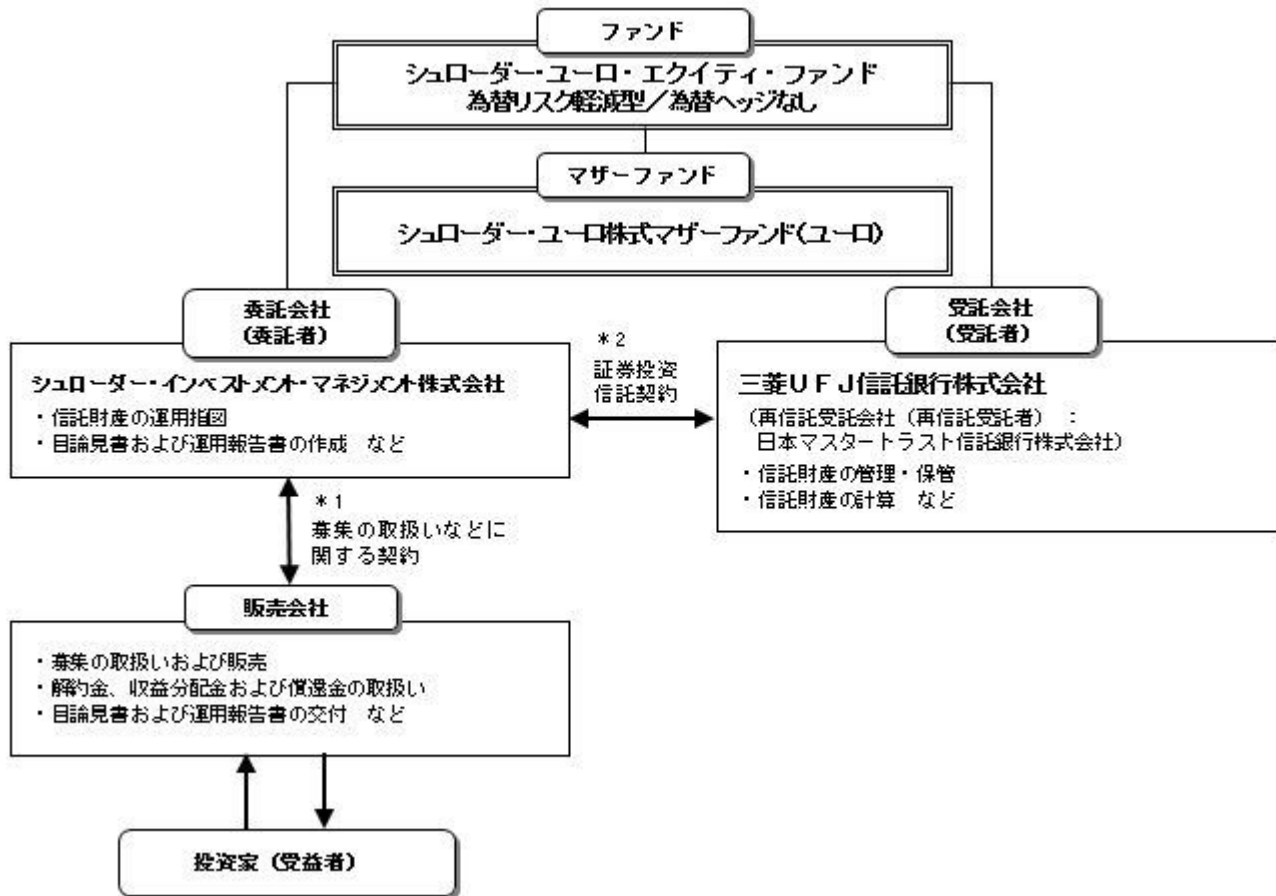 ファンド
シュローダー・ユーロ・エクイティ・ファンド
為替リスク軽減型／為替ヘッジなし
マザーファンド
シュローダー・ユーロ株式マザーファンド(ユーロ)
委託会社
(委託者)
シュローダー・インベストメント・マネジメント株式会社
・信託財産の運用指図
・目論見書および運用報告書の作成　など
＊2
証券投資
信託契約
受託会社
(受託者)
三菱ＵＦＪ信託銀行株式会社
（再信託受託会社（再信託受託者）：
日本マスタートラスト信託銀行株式会社）
・信託財産の管理・保管
・信託財産の計算　など
＊1
募集の取扱いなどに
関する契約
販売会社
・募集の取扱いおよび販売
・解約金、収益分配金および償還金の取扱い
・目論見書および運用報告書の交付　など
投資家（受益者）